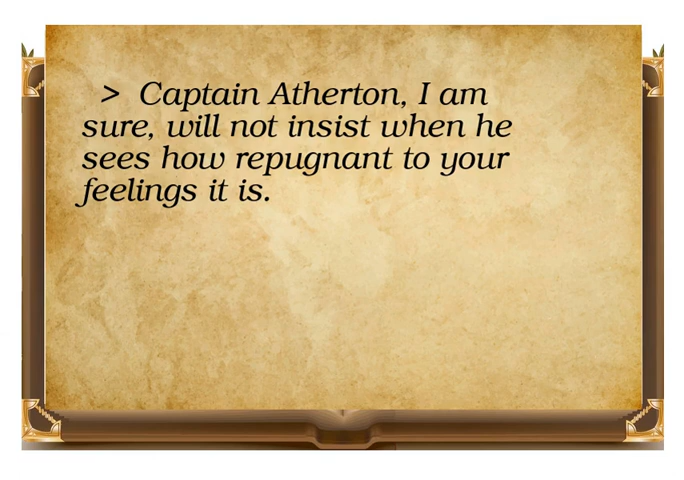 > Captain Atherton, I am
sure, will not insist when he
sees how repugnant to your
feelings it is.